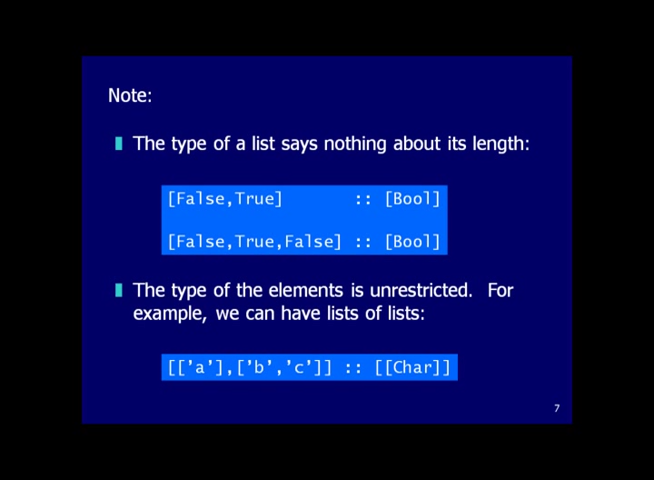 Note:
The type of a list says nothing about its length:
[False,True] :: [Bool]
[False,True,False] :: [Bool]
The type of the elements is unrestricted. For
example, we can have lists of lists:
[['a'],['b','c']] :: [[Char]]
7